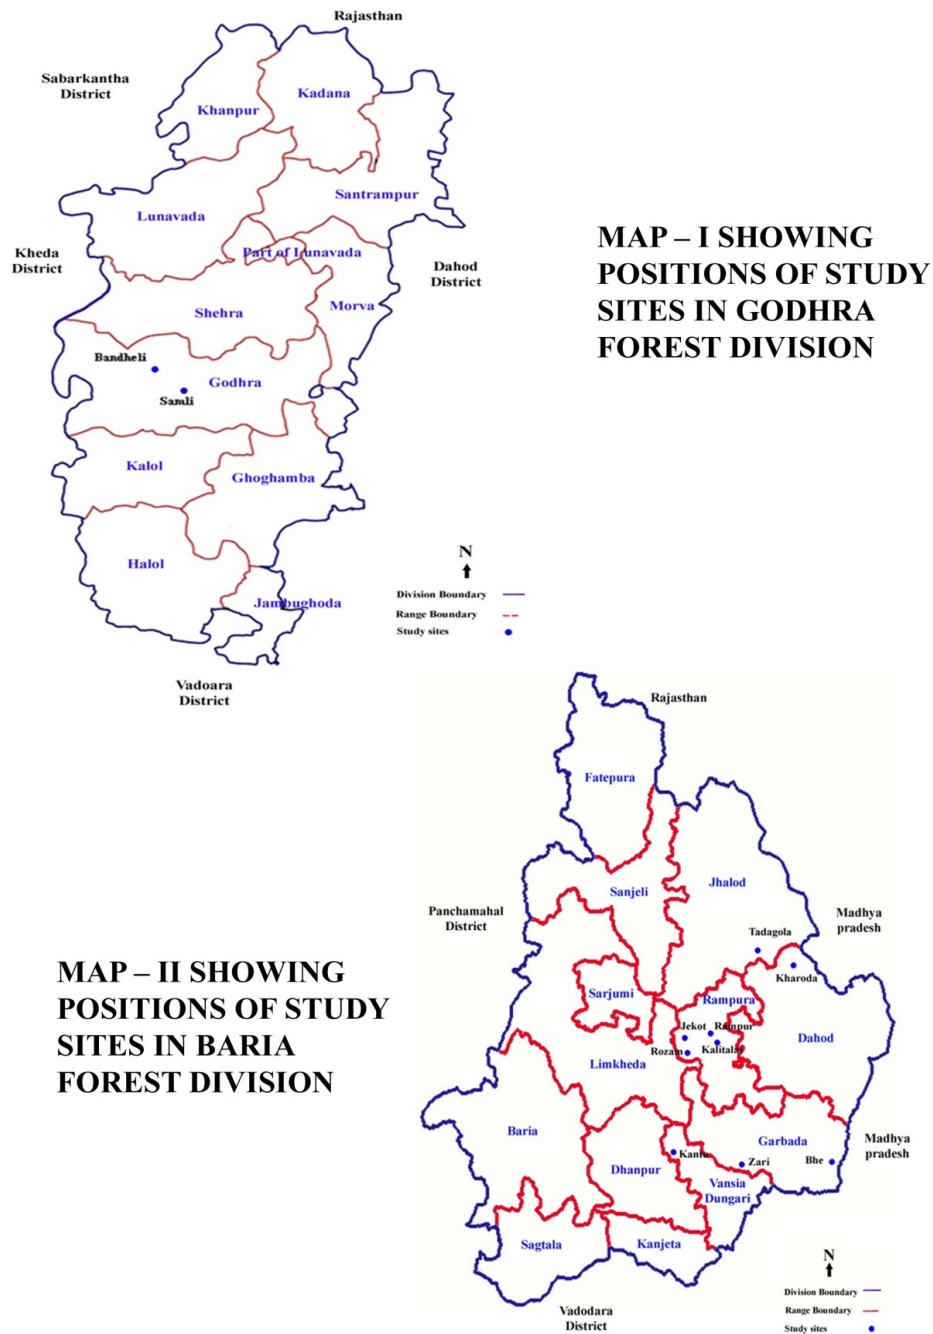 Rajasthan
Sabarkantha
District
Kadana
Khanpur
Santrampur
Lunavada
Kheda
District
Part of Lunavada
Dahod
District
MAP – I SHOWING
POSITIONS OF STUDY
SITES IN GODHRA
FOREST DIVISION
Shehra
Morva
Bandheli
Godhra
Samli
Kalol
Ghoghamba
Halol
Jambughoda
N
Division Boundary
Range Boundary
Study sites
Vadoara
District
Rajasthan
Fatepura
Sanjeli
Jhalod
Panchamahal
District
Madhya
pradesh
Tadagola
Kharoda
MAP – II SHOWING
POSITIONS OF STUDY
SITES IN BARIA
FOREST DIVISION
Sarjumi
Rampura
Jekot
Rampur
Dahod
Rozam
Kalitalai
Limkheda
Baria
Garbada
Madhya
pradesh
Kantu
Zari
Bhe
Dhanpur
Vansia
Dungari
Sagtala
Kanjeta
N
Division Boundary
Range Boundary
Study sites
Vadodara
District